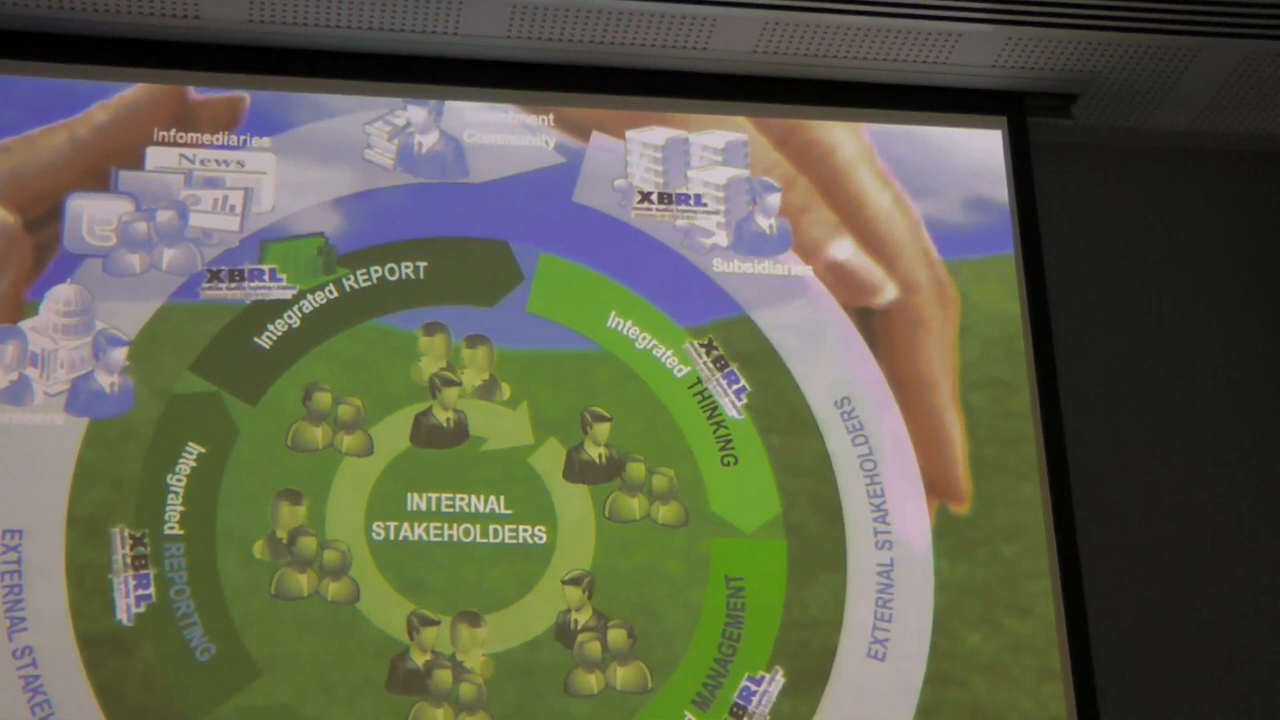 Infomediaries
News
Community
XBRL
Subsidiaries
XBRL
Integrated REPORT
Integrated THINKING
XBRL
EXTERNAL STAKEHOLDERS
INTERNAL
STAKEHOLDERS
Integrated REPORTING
XBRL
MANAGEMENT
EXTERNAL